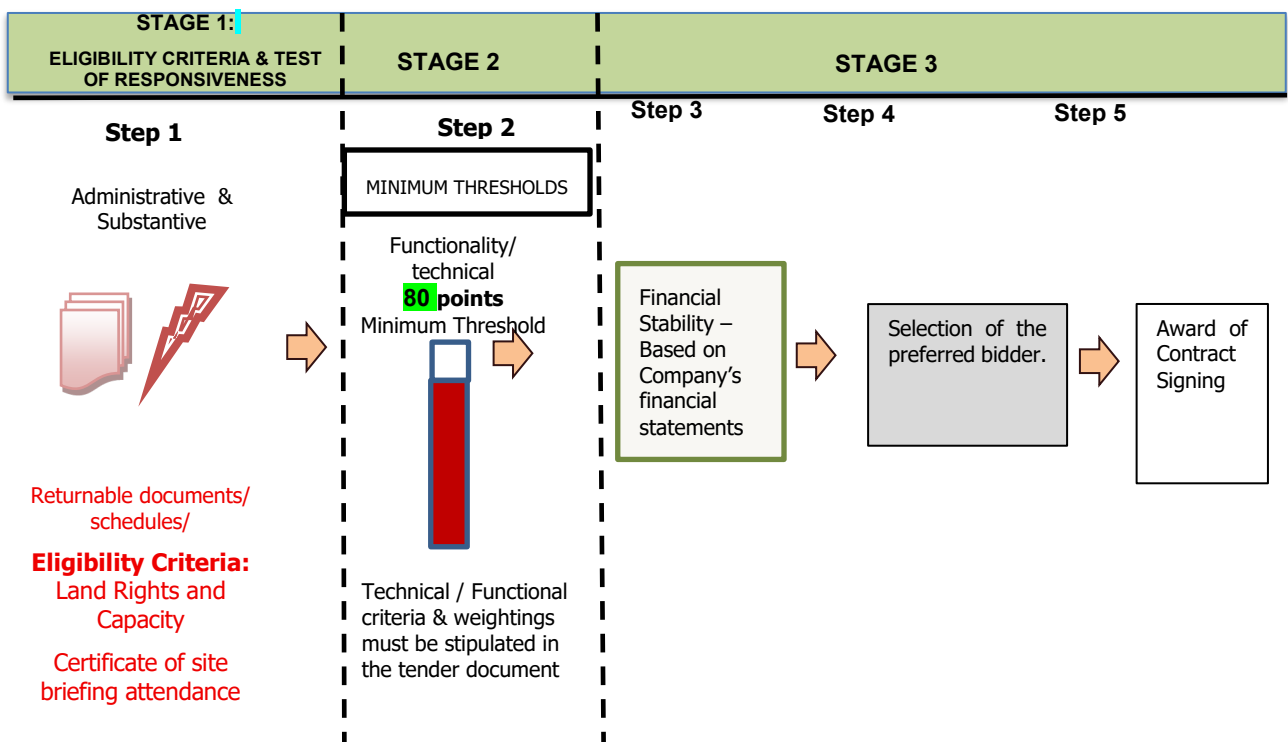 STAGE 1:
ELIGIBILITY CRITERIA & TEST
OF RESPONSIVENESS
STAGE 2
STAGE 3
Step 1
Step 2
Step 3
Step 4
Step 5
Administrative &
Substantive
Returnable documents/
schedules/
Eligibility Criteria:
Land Rights and
Capacity
Certificate of site
briefing attendance
MINIMUM THRESHOLDS
Functionality/
technical
80 points
Minimum Threshold
Technical / Functional
criteria & weightings
must be stipulated in
the tender document
Financial
Stability –
Based on
Company’s
financial
statements
Selection of the
preferred bidder.
Award of
Contract
Signing